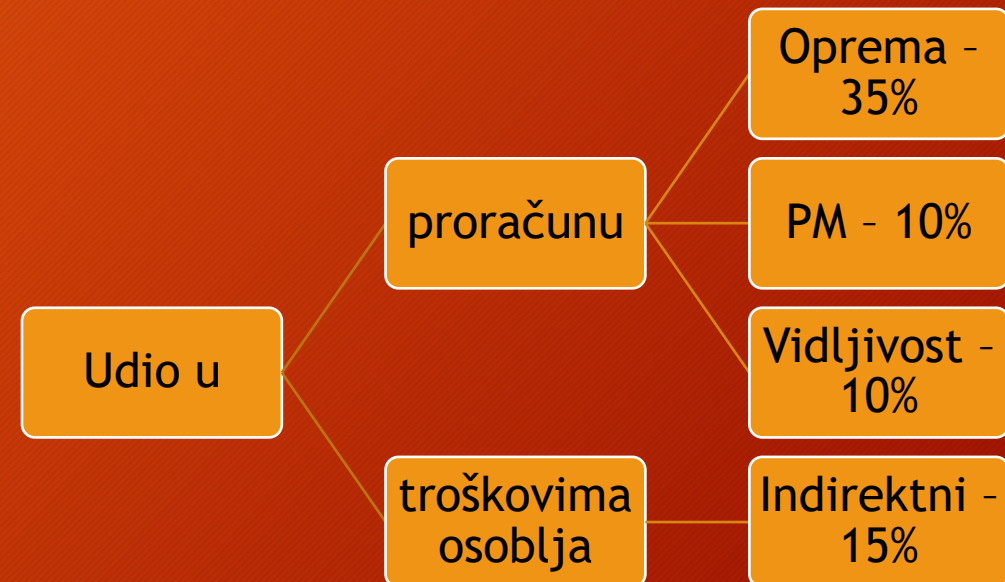 Udio u
proračunu
Oprema –
35%
PM – 10%
Vidljivost –
10%
troškovima
osoblja
Indirektni –
15%